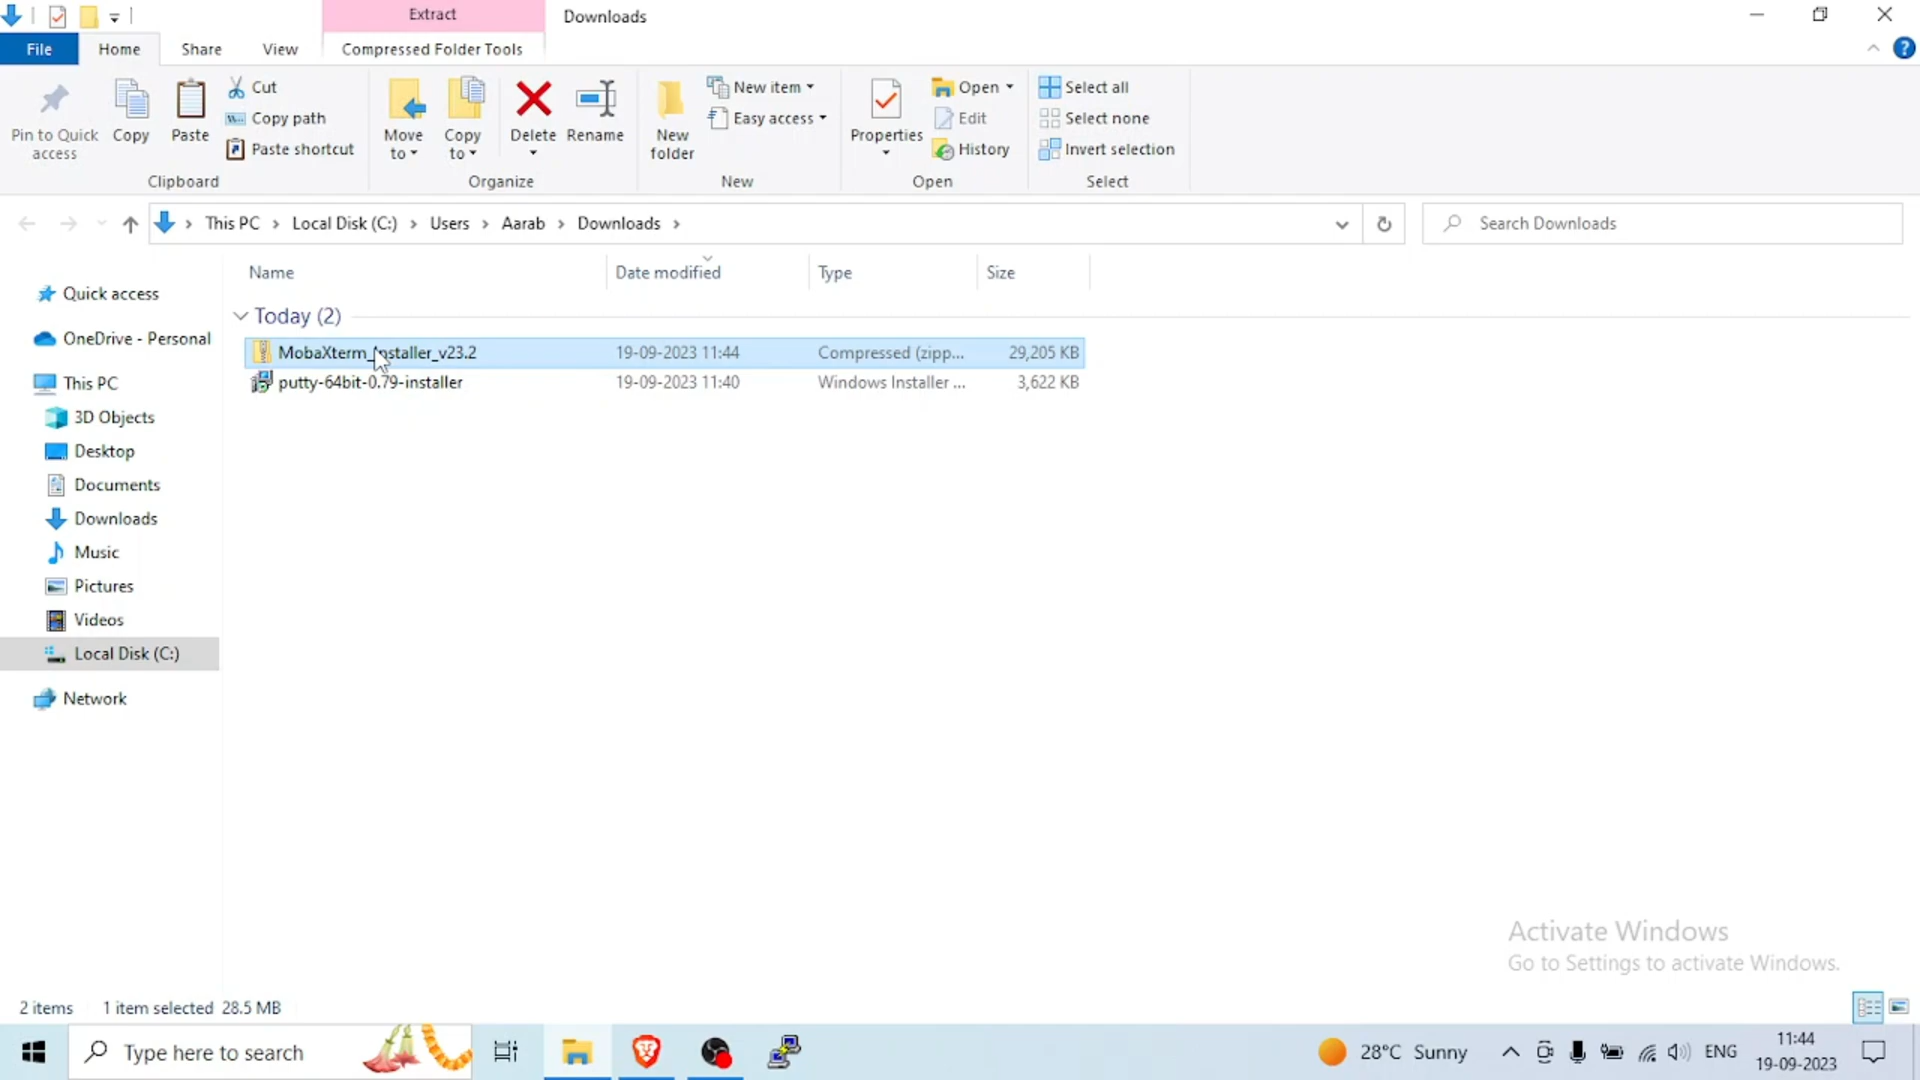 Extract
Downloads
File
Home
Share
View
Compressed Folder Tools
Pin to Quick access
Copy
Paste
Cut
Copy path
Paste shortcut
Move to
Copy to
Delete
Rename
New folder
New item
Easy access
Properties
Open
Edit
History
Select all
Select none
Invert selection
Clipboard
Organize
New
Open
Select
This PC > Local Disk (C:) > Users > Aarab > Downloads >
Search Downloads
Name
Date modified
Type
Size
Quick access
OneDrive - Personal
This PC
3D Objects
Desktop
Documents
Downloads
Music
Pictures
Videos
Local Disk (C:)
Network
Today (2)
MobaXterm_Installer_v23.2 19-09-2023 11:44 Compressed (zipp... 29,205 KB
putty-64bit-0.79-installer 19-09-2023 11:40 Windows Installer ... 3,622 KB
Activate Windows
Go to Settings to activate Windows.
2 items 1 item selected 28.5 MB
Type here to search
28°C Sunny
ENG
11:44
19-09-2023